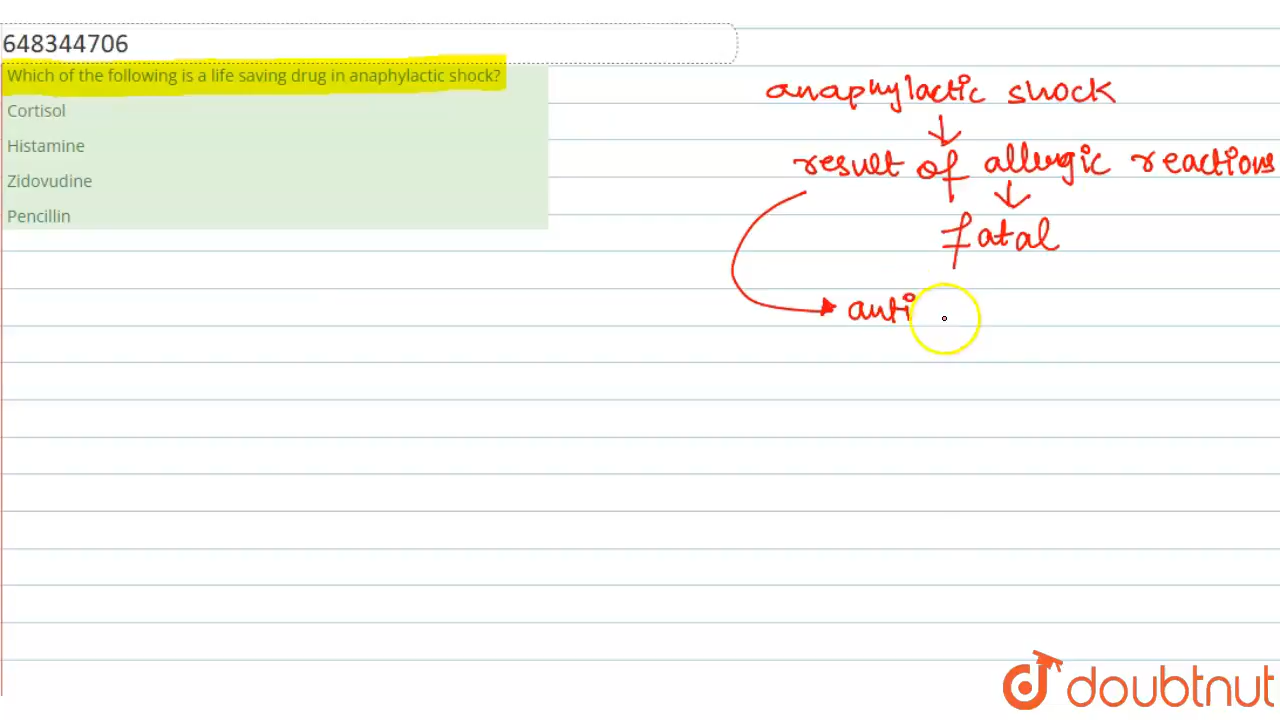 648344706
Which of the following is a life saving drug in anaphylactic shock?
Cortisol
Histamine
Zidovudine
Pencillin
anaphylactic shock
result of allergic reactions
fatal
anti
doubtnut